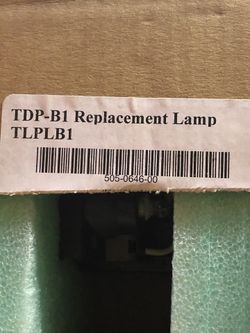 TDP-B1 Replacement Lamp
TLPLB1
505-0646-00